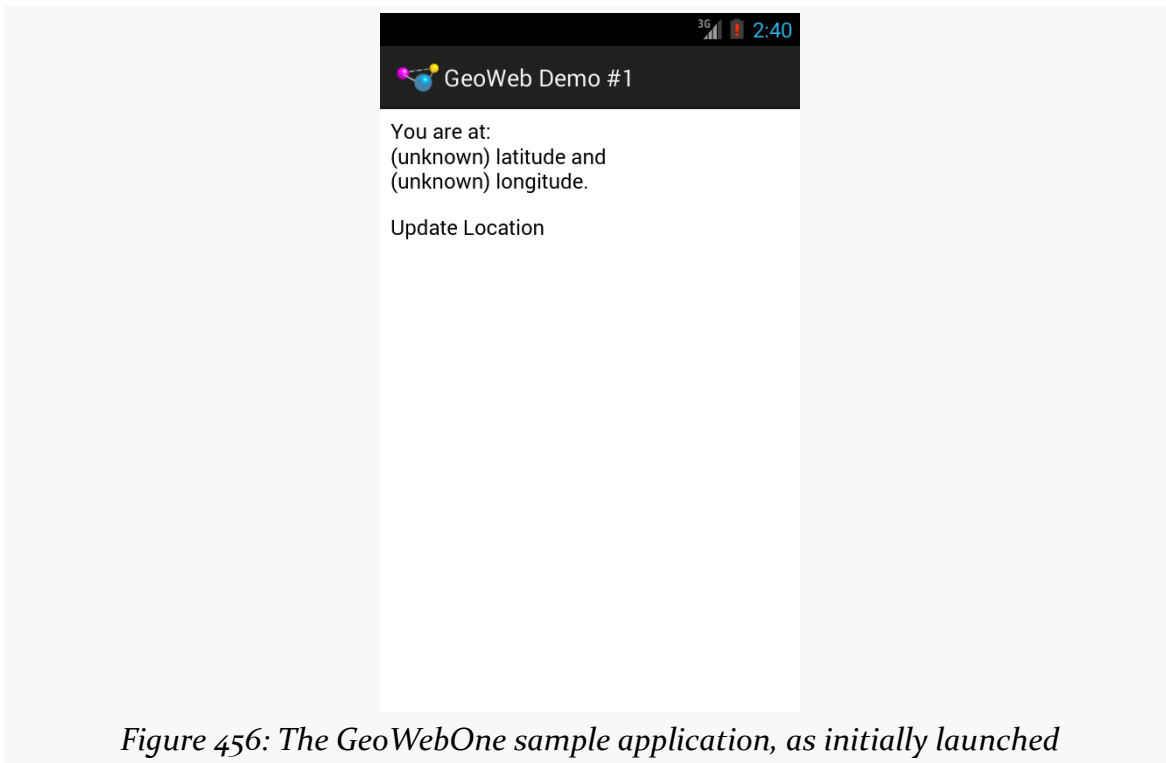 3G 2:40
GeoWeb Demo #1
You are at:
(unknown) latitude and
(unknown) longitude.
Update Location
Figure 456: The GeoWebOne sample application, as initially launched